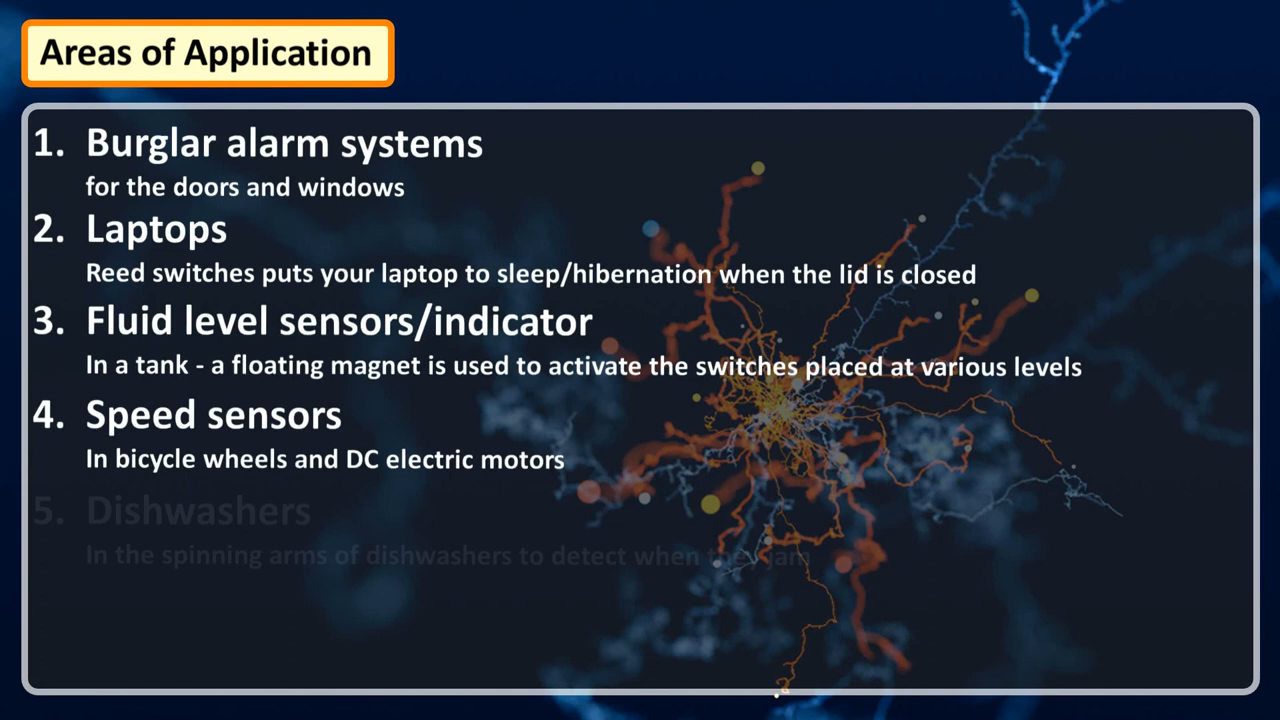 Areas of Application
1. Burglar alarm systems
for the doors and windows
2. Laptops
Reed switches puts your laptop to sleep/hibernation when the lid is closed
3. Fluid level sensors/indicator
In a tank - a floating magnet is used to activate the switches placed at various levels
4. Speed sensors
In bicycle wheels and DC electric motors
5. Dishwashers
In the spinning arms of dishwashers to detect when they jam